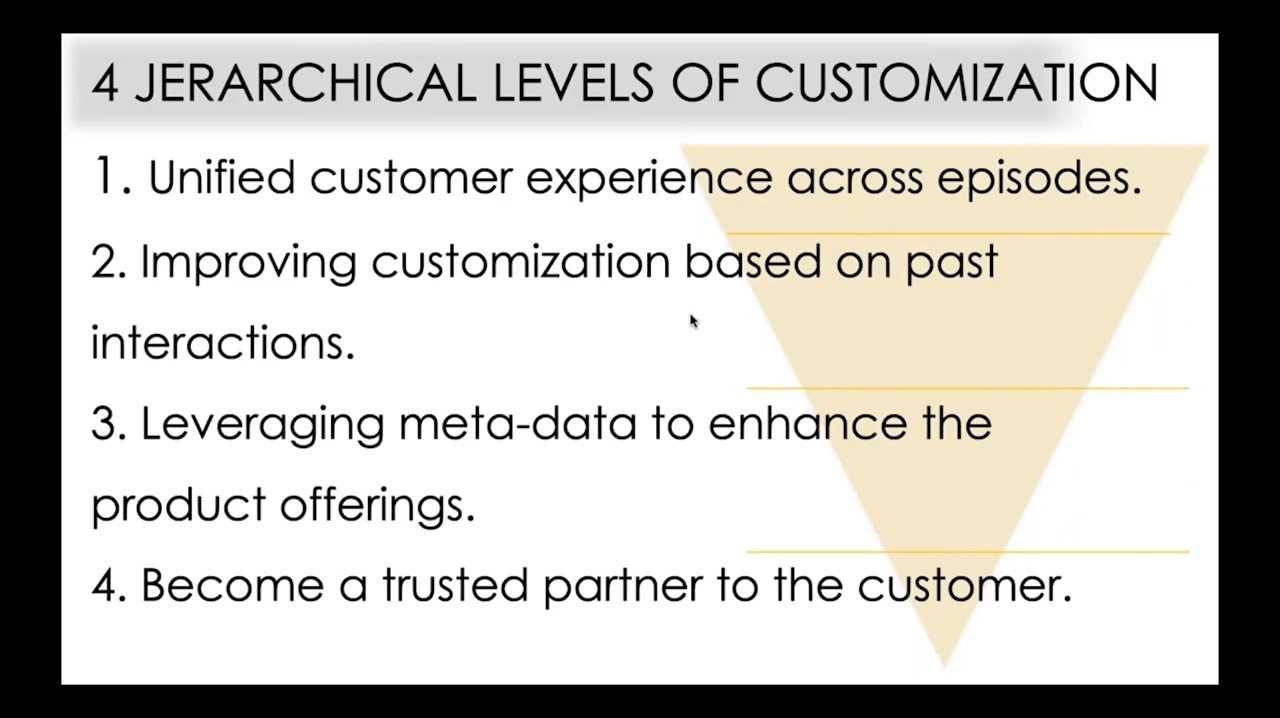 4 JERARCHICAL LEVELS OF CUSTOMIZATION
1. Unified customer experience across episodes.
2. Improving customization based on past
interactions.
3. Leveraging meta-data to enhance the
product offerings.
4. Become a trusted partner to the customer.